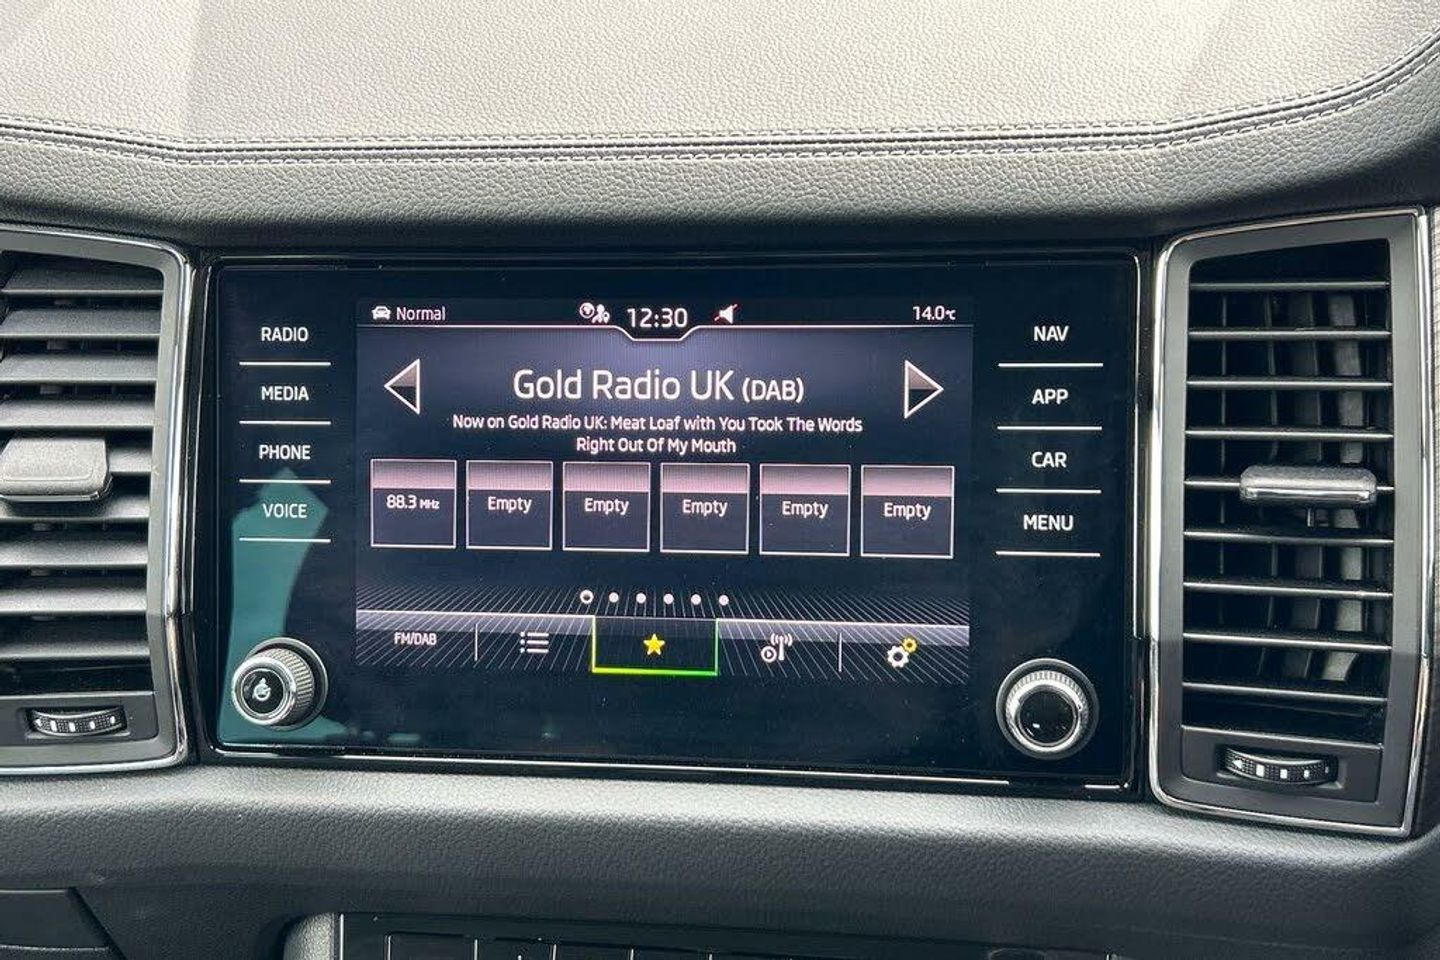 Normal
12:30
14.0°C
RADIO
MEDIA
PHONE
VOICE
Gold Radio UK (DAB)
Now on Gold Radio UK: Meat Loaf with You Took The Words
Right Out Of My Mouth
88.3 MHz
Empty
Empty
Empty
Empty
Empty
FM/DAB
NAV
APP
CAR
MENU